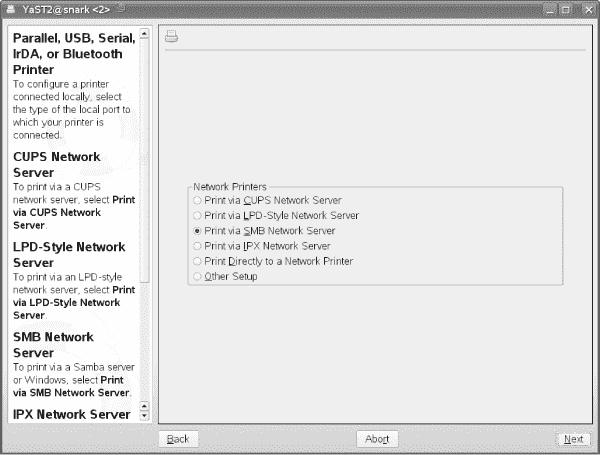 YaST2@snark <2>
Parallel, USB, Serial,
IrDA, or Bluetooth
Printer
To configure a printer
connected locally, select
the type of the local port to
which your printer is
connected.
CUPS Network
Server
To print via a CUPS
network server, select Print
via CUPS Network
Server.
LPD-Style Network
Server
To print via an LPD-style
network server, select Print
via LPD-Style Network
Server.
SMB Network
Server
To print via a Samba server
or Windows, select Print
via SMB Network Server.
IPX Network Server
Network Printers
Print via CUPS Network Server
Print via LPD-Style Network Server
Print via SMB Network Server
Print via IPX Network Server
Print Directly to a Network Printer
Other Setup
Back
Abort
Next